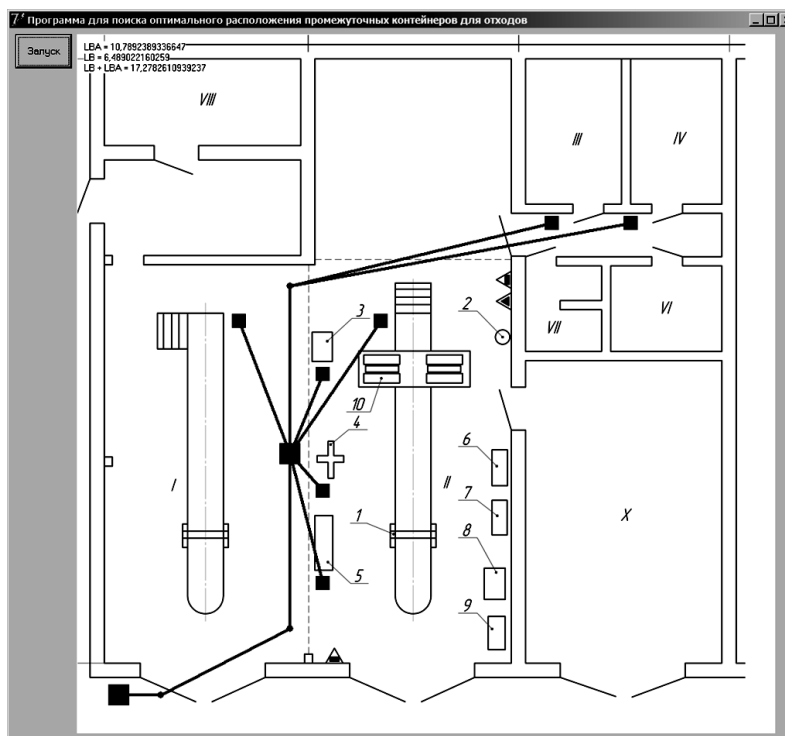 Программа для поиска оптимального расположения промежуточных контейнеров для отходов
Запуск
LBA = 10,7892389336647
LB = 6,489022160259
LB + LBA = 17,2782610939237
VIII
III
IV
3
2
VII
VI
10
4
6
I
II
7
X
1
8
5
9